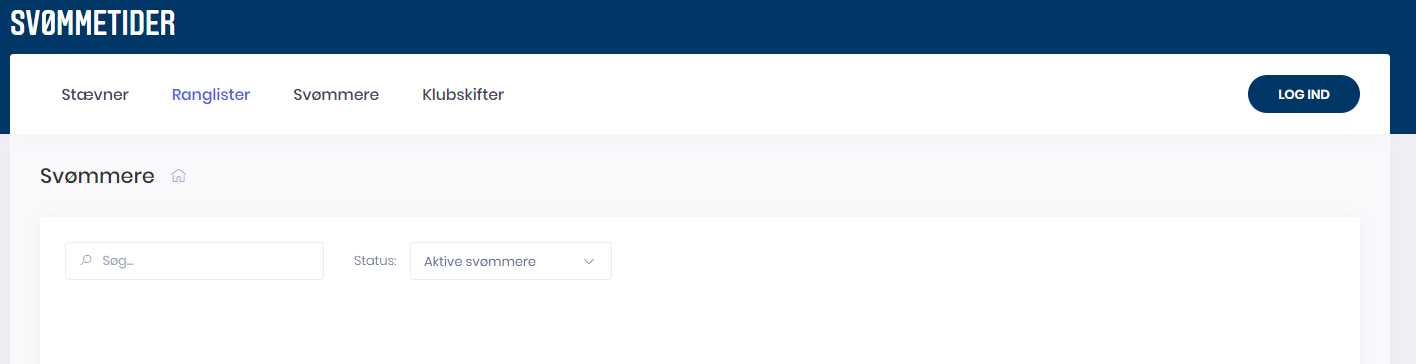 SVØMMETIDER
Stævner Ranglister Svømmere Klubskifter LOG IND
Svømmere
Søg... Status: Aktive svømmere